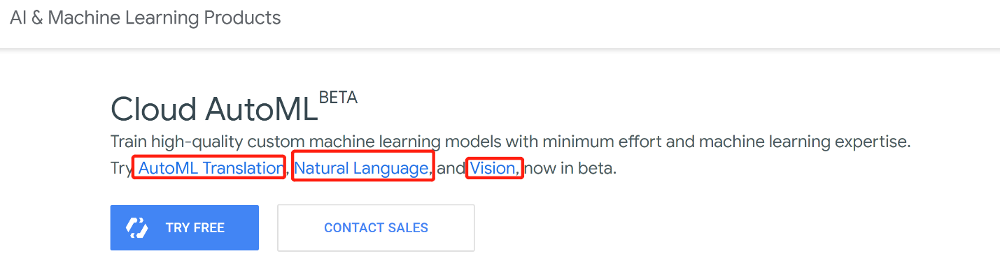 AI & Machine Learning Products
Cloud AutoML BETA
Train high-quality custom machine learning models with minimum effort and machine learning expertise.
Try AutoML Translation, Natural Language, and Vision, now in beta.
TRY FREE
CONTACT SALES